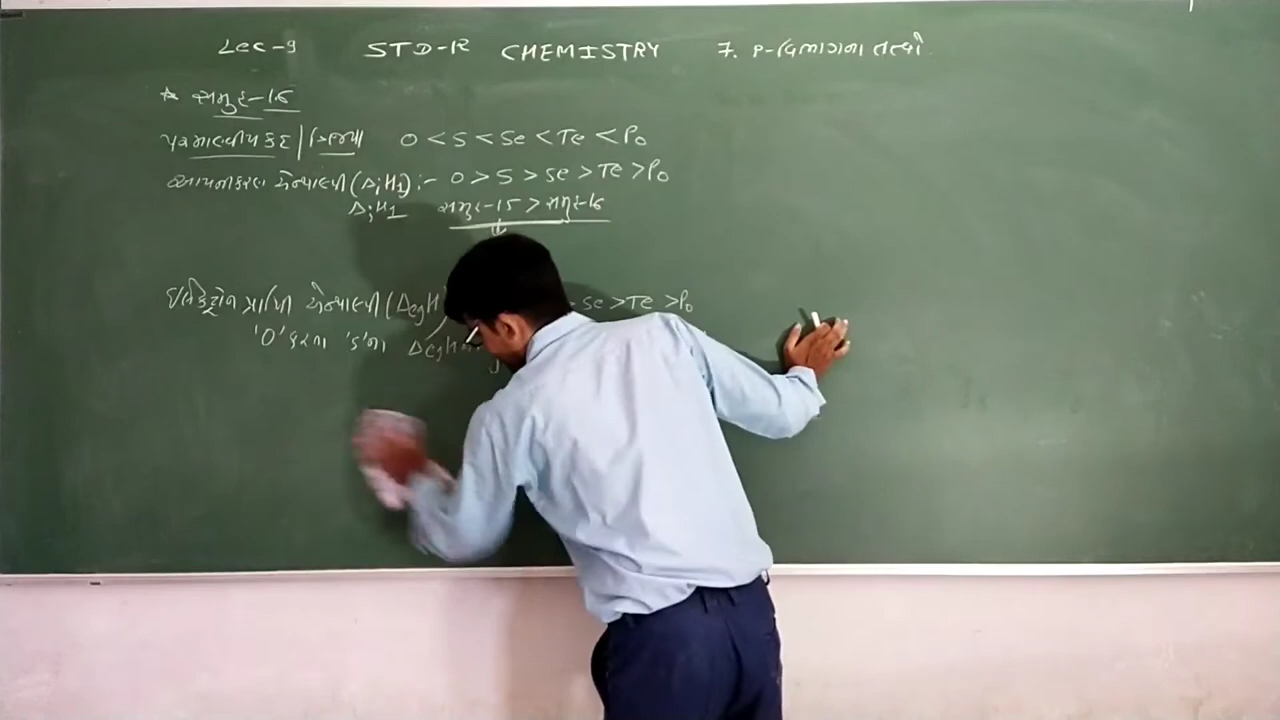 Lec-9 STD-12 CHEMISTRY 7. P-વિભાગના તત્વો
* સમૂહ-16
પરમાણ્વીય કદ | ત્રિજ્યા O < S < Se < Te < Po
આયનીકરણ એન્થાલ્પી (ΔiH1) :- O > S > Se > Te > Po
ΔiH1 સમૂહ-15 > સમૂહ-16
ઇલેક્ટ્રોન પ્રાપ્તિ એન્થાલ્પી (ΔegH Se > Te > Po
'O' કરતા 'S'ના ΔegH